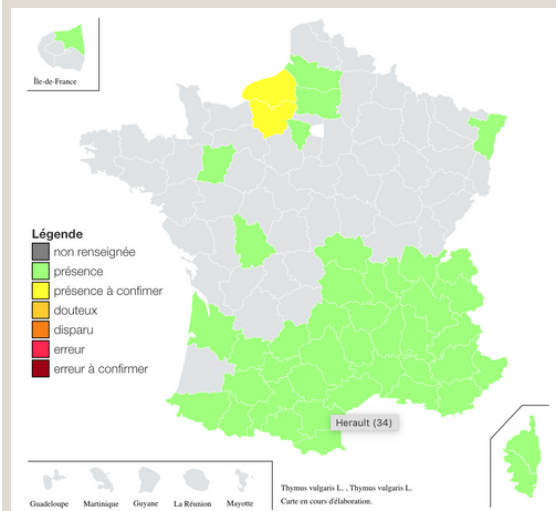 Île-de-France
Légende
non renseignée
présence
présence à confimer
douteux
disparu
erreur
erreur à confirmer
Herault (34)
Guadeloupe
Martinique
Guyane
La Réunion
Mayotte
Thymus vulgaris L. , Thymus vulgaris L.
Carte en cours d'élaboration.